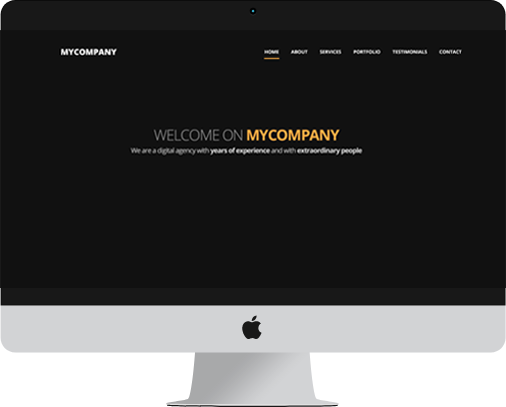 MYCOMPANY
HOME ABOUT SERVICES PORTFOLIO TESTIMONIALS CONTACT
WELCOME ON MYCOMPANY
We are a digital agency with years of experience and with extraordinary people